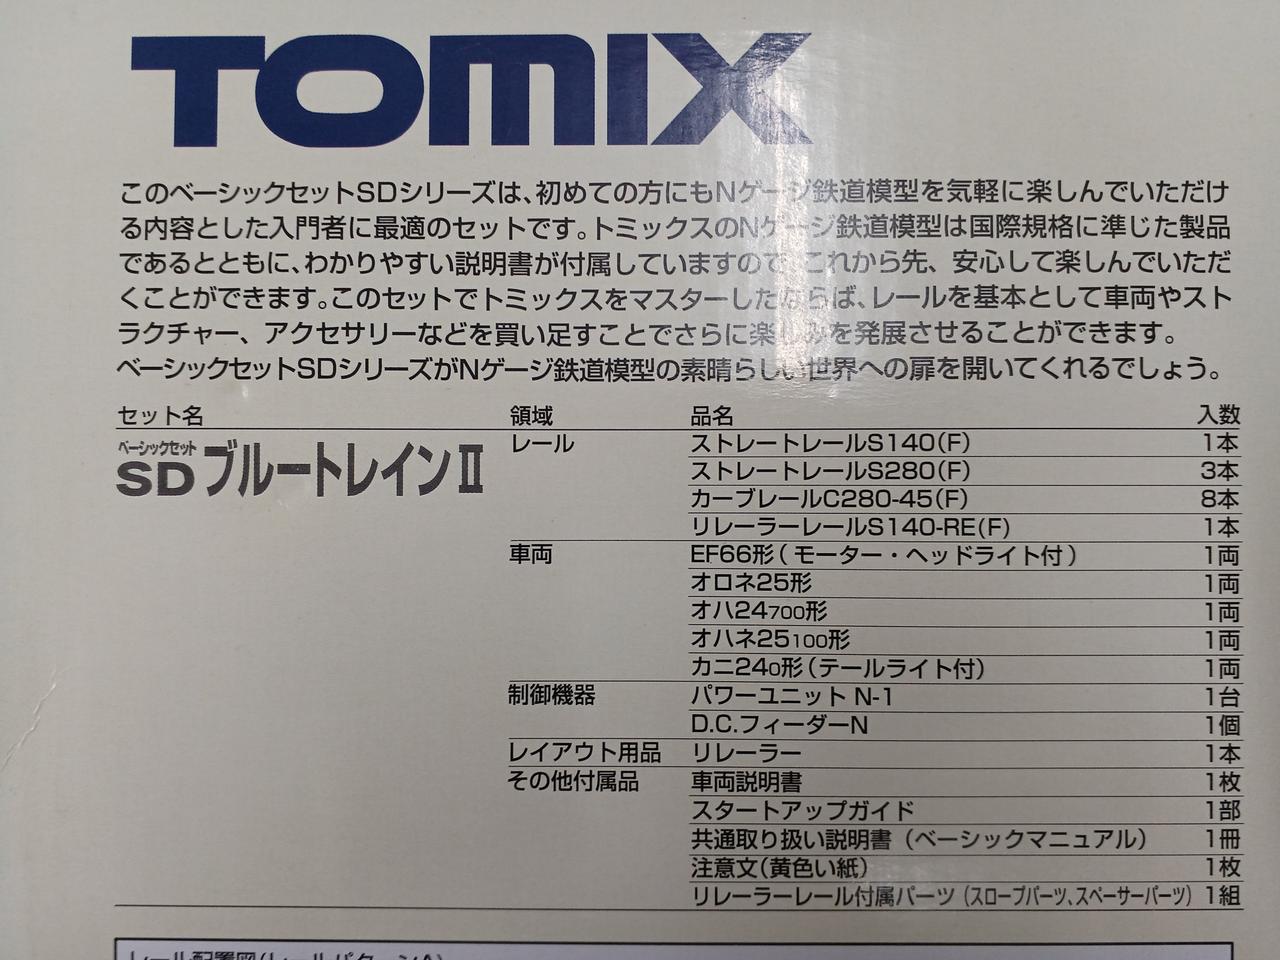 TOMIX
このベーシックセットSDシリーズは、初めての方にもNゲージ鉄道模型を気軽に楽しんでいただけ
る内容とした入門者に最適のセットです。トミックスのNゲージ鉄道模型は国際規格に準じた製品
であるとともに、わかりやすい説明書が付属していますので、これから先、安心して楽しんでいただ
くことができます。このセットでトミックスをマスターしたならば、レールを基本として車両やスト
ラクチャー、アクセサリーなどを買い足すことでさらに楽しみを発展させることができます。
ベーシックセットSDシリーズがNゲージ鉄道模型の素晴らしい世界への扉を開いてくれるでしょう。
セット名 領域 品名 入数
ベーシックセット
SDブルートレインⅡ
レール ストレートレールS140(F) 1本
ストレートレールS280(F) 3本
カーブレールC280-45(F) 8本
リレーラーレールS140-RE(F) 1本
車両 EF66形(モーター・ヘッドライト付) 1両
オロネ25形 1両
オハ24700形 1両
オハネ25100形 1両
カニ240形(テールライト付) 1両
制御機器 パワーユニット N-1 1台
D.C.フィーダーN 1個
レイアウト用品 リレーラー 1本
その他付属品 車両説明書 1枚
スタートアップガイド 1部
共通取り扱い説明書(ベーシックマニュアル) 1冊
注意文(黄色い紙) 1枚
リレーラーレール付属パーツ(スロープパーツ、スペーサーパーツ) 1組
レール配置図(レールパターンA)